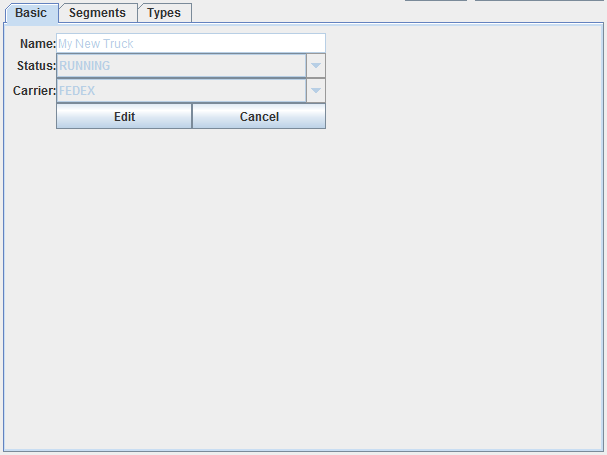 Basic Segments Types
Name: My New Truck
Status: RUNNING
Carrier: FEDEX
Edit Cancel